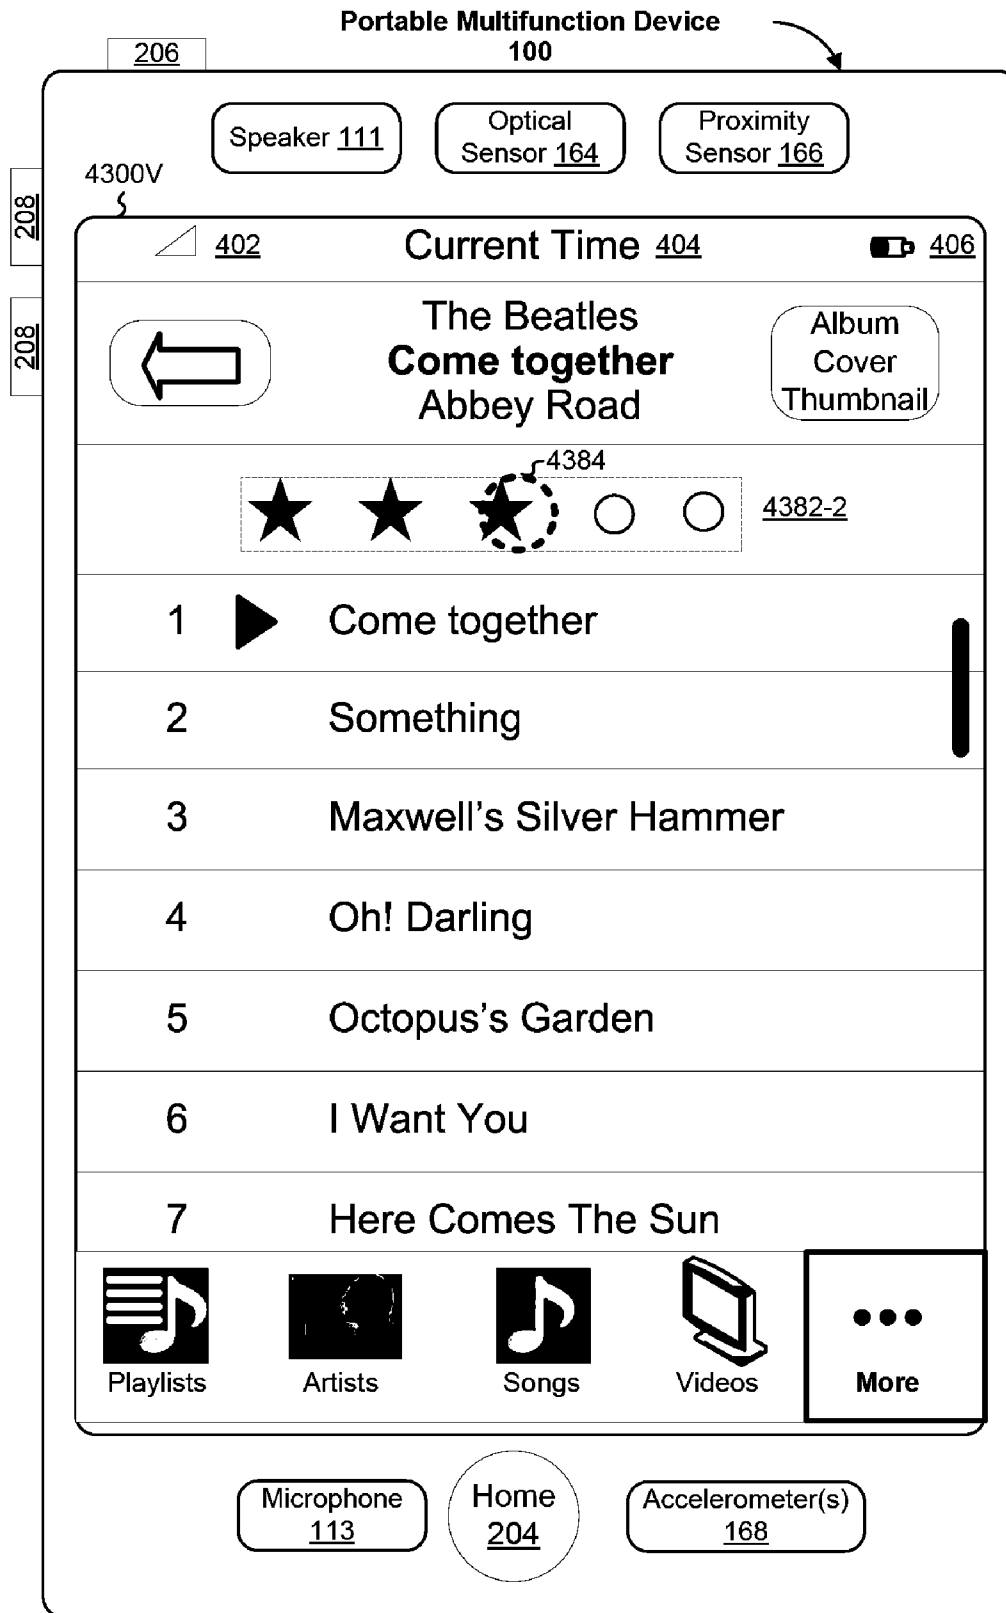 Portable Multifunction Device
100
206
Speaker 111
Optical
Sensor 164
Proximity
Sensor 166
4300V
208
208
402
Current Time 404
406
The Beatles
Come together
Abbey Road
Album
Cover
Thumbnail
4384
4382-2
1 Come together
2 Something
3 Maxwell's Silver Hammer
4 Oh! Darling
5 Octopus's Garden
6 I Want You
7 Here Comes The Sun
Playlists
Artists
Songs
Videos
More
Microphone
113
Home
204
Accelerometer(s)
168